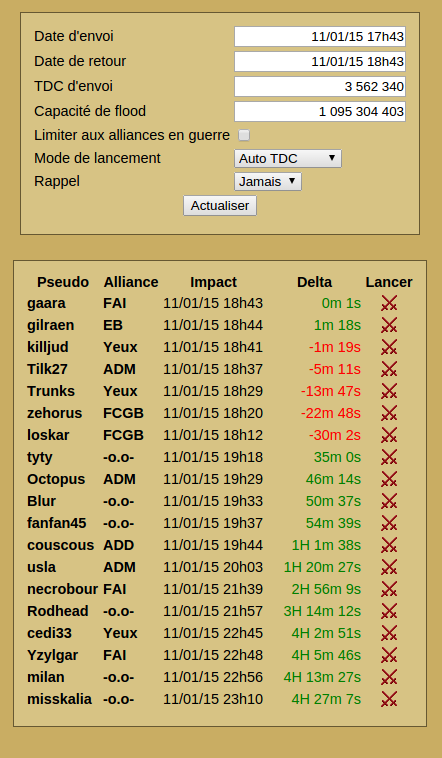 Date d'envoi 11/01/15 17h43
Date de retour 11/01/15 18h43
TDC d'envoi 3 562 340
Capacité de flood 1 095 304 403
Limiter aux alliances en guerre
Mode de lancement Auto TDC
Rappel Jamais
Actualiser
Pseudo Alliance Impact Delta Lancer
gaara FAI 11/01/15 18h43 0m 1s
gilraen EB 11/01/15 18h44 1m 18s
killjud Yeux 11/01/15 18h41 -1m 19s
Tilk27 ADM 11/01/15 18h37 -5m 11s
Trunks Yeux 11/01/15 18h29 -13m 47s
zehorus FCGB 11/01/15 18h20 -22m 48s
loskar FCGB 11/01/15 18h12 -30m 2s
tyty -o.o- 11/01/15 19h18 35m 0s
Octopus ADM 11/01/15 19h29 46m 14s
Blur -o.o- 11/01/15 19h33 50m 37s
fanfan45 -o.o- 11/01/15 19h37 54m 39s
couscous ADD 11/01/15 19h44 1H 1m 38s
usla ADM 11/01/15 20h03 1H 20m 27s
necrobour FAI 11/01/15 21h39 2H 56m 9s
Rodhead -o.o- 11/01/15 21h57 3H 14m 12s
cedi33 Yeux 11/01/15 22h45 4H 2m 51s
Yzylgar FAI 11/01/15 22h48 4H 5m 46s
milan -o.o- 11/01/15 22h56 4H 13m 27s
misskalia -o.o- 11/01/15 23h10 4H 27m 7s